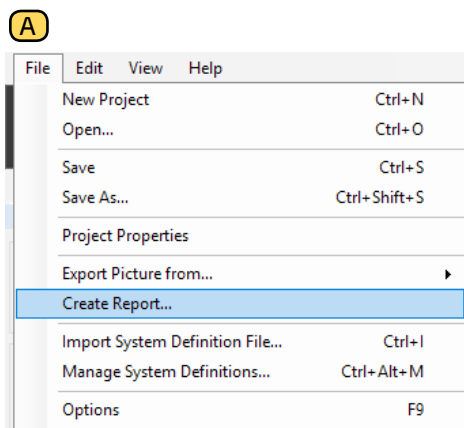 A
File Edit View Help
New Project Ctrl+N
Open... Ctrl+O
Save Ctrl+S
Save As... Ctrl+Shift+S
Project Properties
Export Picture from...
Create Report...
Import System Definition File... Ctrl+I
Manage System Definitions... Ctrl+Alt+M
Options F9